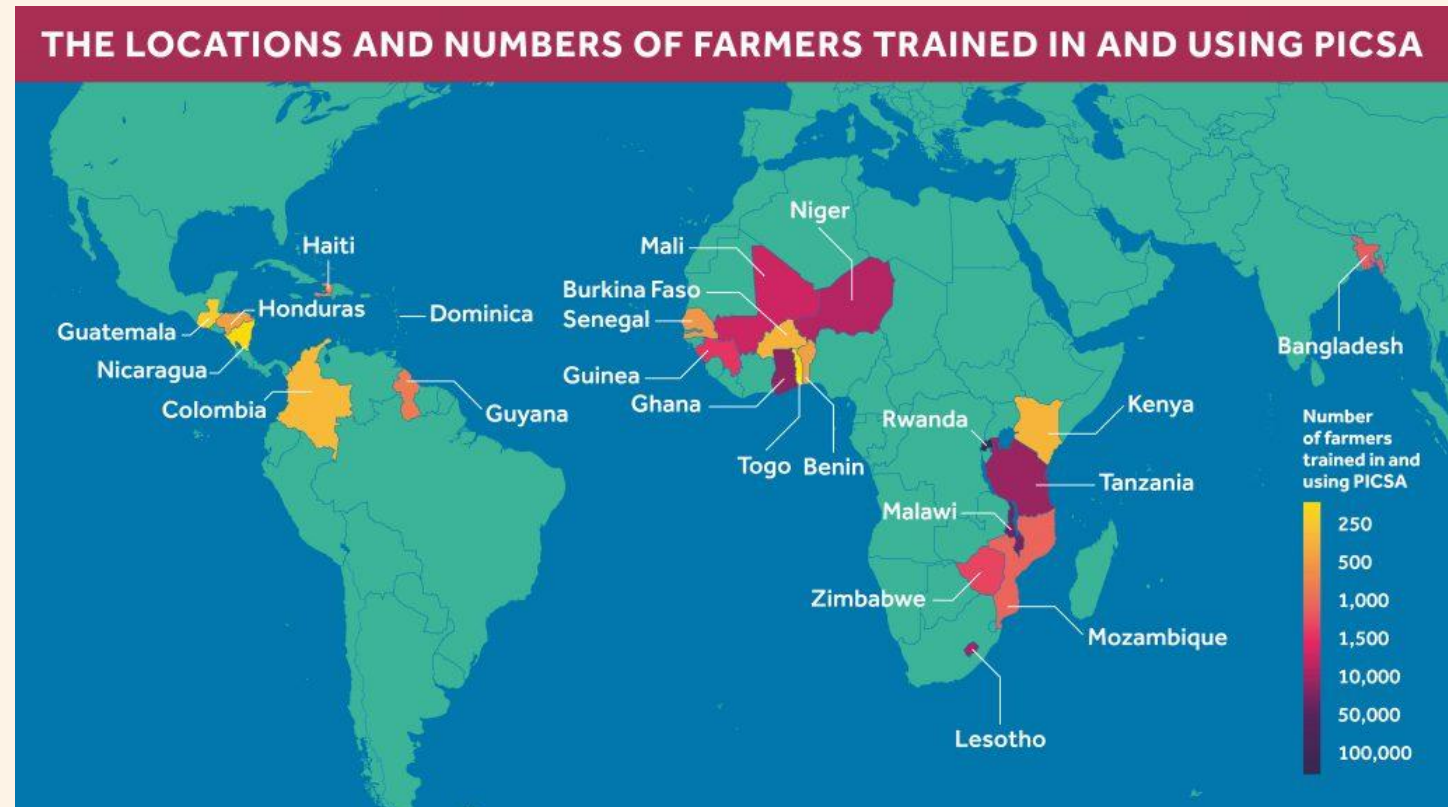 THE LOCATIONS AND NUMBERS OF FARMERS TRAINED IN AND USING PICSA
Niger
Haiti
Mali
Burkina Faso
Honduras
Dominica
Senegal
Guatemala
Bangladesh
Nicaragua
Guinea
Colombia
Guyana
Ghana
Kenya
Rwanda
Togo
Benin
Tanzania
Malawi
Zimbabwe
Mozambique
Lesotho
Number
of farmers
trained in and
using PICSA
250
500
1,000
1,500
10,000
50,000
100,000